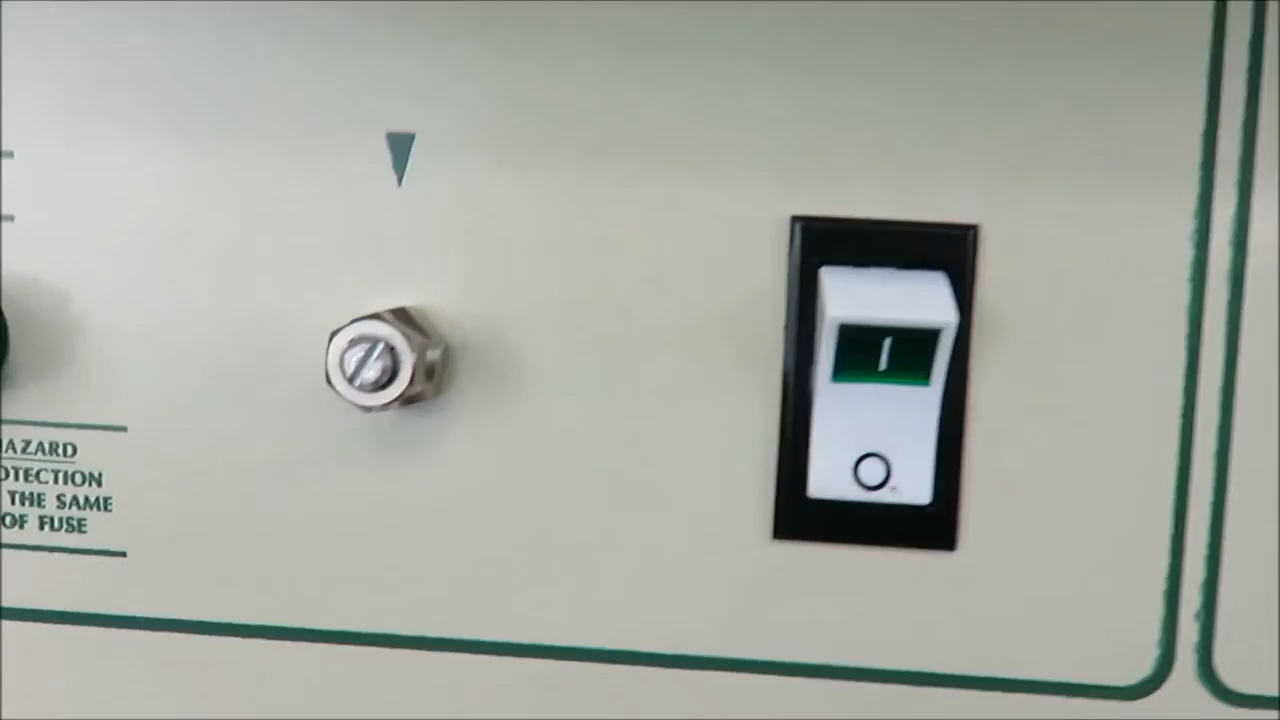 AZARD
OTECTION
THE SAME
OF FUSE
I
O